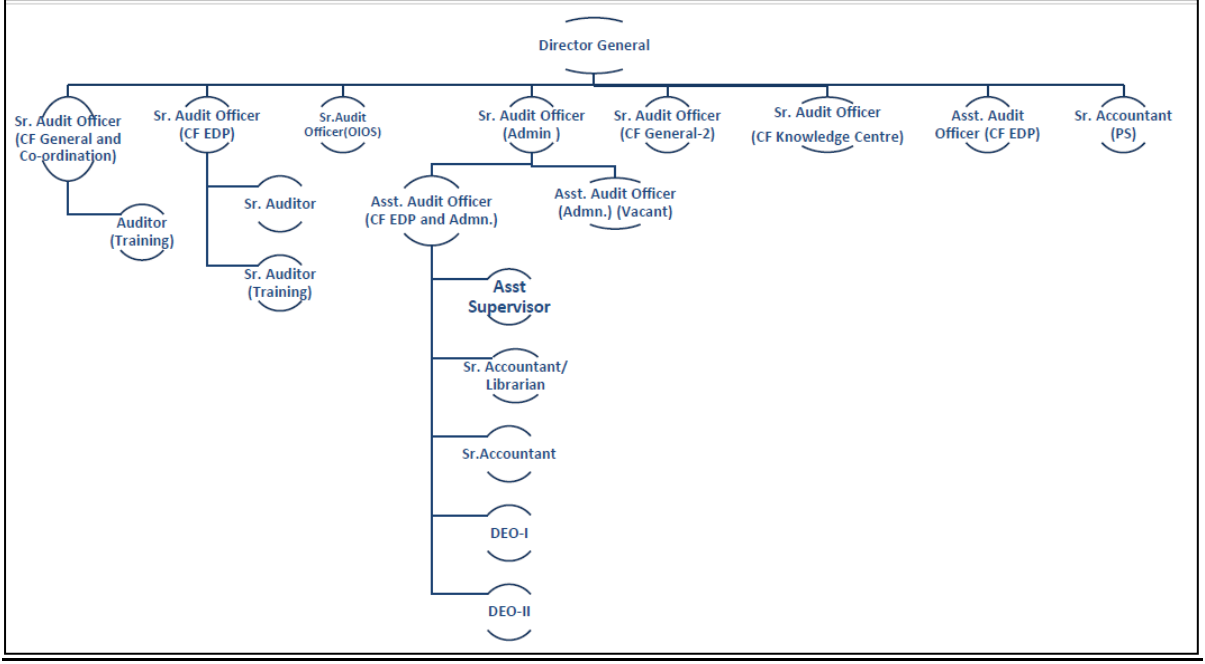 Director General
Sr. Audit Officer
(CF General and
Co-ordination)
Sr. Audit Officer
(CF EDP)
Sr.Audit
Officer(OIOS)
Sr. Audit Officer
(Admin )
Sr. Audit Officer
(CF General-2)
Sr. Audit Officer
(CF Knowledge Centre)
Asst. Audit
Officer (CF EDP)
Sr. Accountant
(PS)
Auditor
(Training)
Sr. Auditor
Sr. Auditor
(Training)
Asst. Audit Officer
(CF EDP and Admn.)
Asst. Audit Officer
(Admn.) (Vacant)
Asst
Supervisor
Sr. Accountant/
Librarian
Sr.Accountant
DEO-I
DEO-II